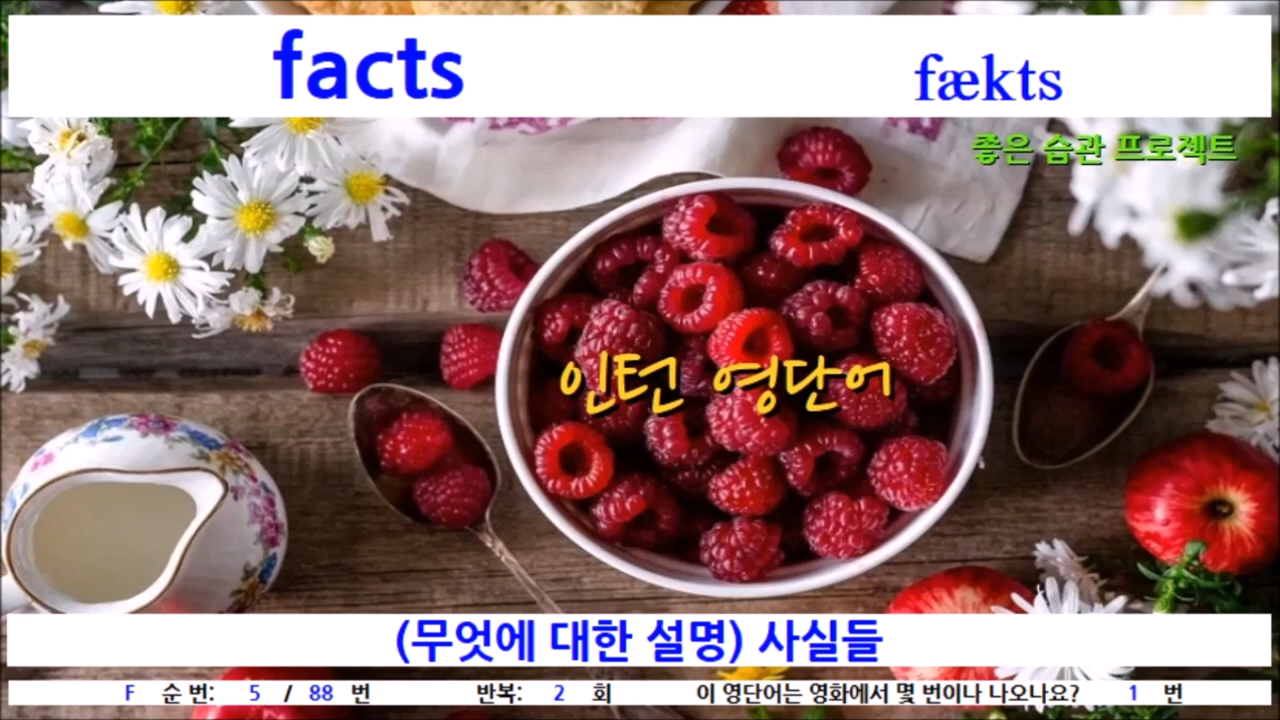 facts fækts
좋은 습관 프로젝트
인턴 영단어
(무엇에 대한 설명) 사실들
F 순 번: 5 / 88 번 반복: 2 회 이 영단어는 영화에서 몇 번이나 나오나요? 1 번